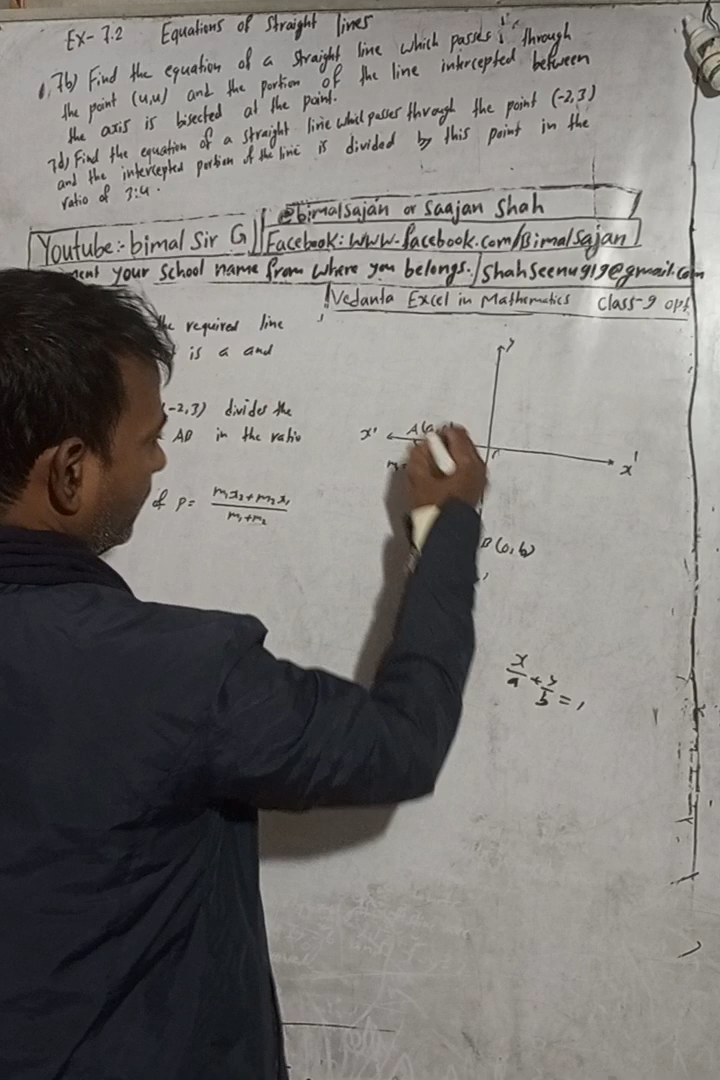 Ex- 7.2 Equations of straight lines
7b) Find the equation of a straight line which passes through
the point (4,4) and the portion of the line intercepted between
the axis is bisected at the point.
7d) Find the equation of a straight line which passes through the point (-2,3)
and the intercepted portion of the line is divided by this point in the
ratio of 3:4.
@bimalsajan or Saajan Shah
Youtube:- bimal Sir G
Facebook: www.facebook.com/Bimalsajan
your school name from where you belongs. / Shahseenu919@gmail.com
Vedanta Excel in Mathematics Class-9 opt
required line
is a and
-2,3) divides the
AB in the ratio
of P = m₁x₂+m₂x₁ / m₁+m₂
y
x'
A(a,
x'
B(0,b)
x/a + y/b = 1